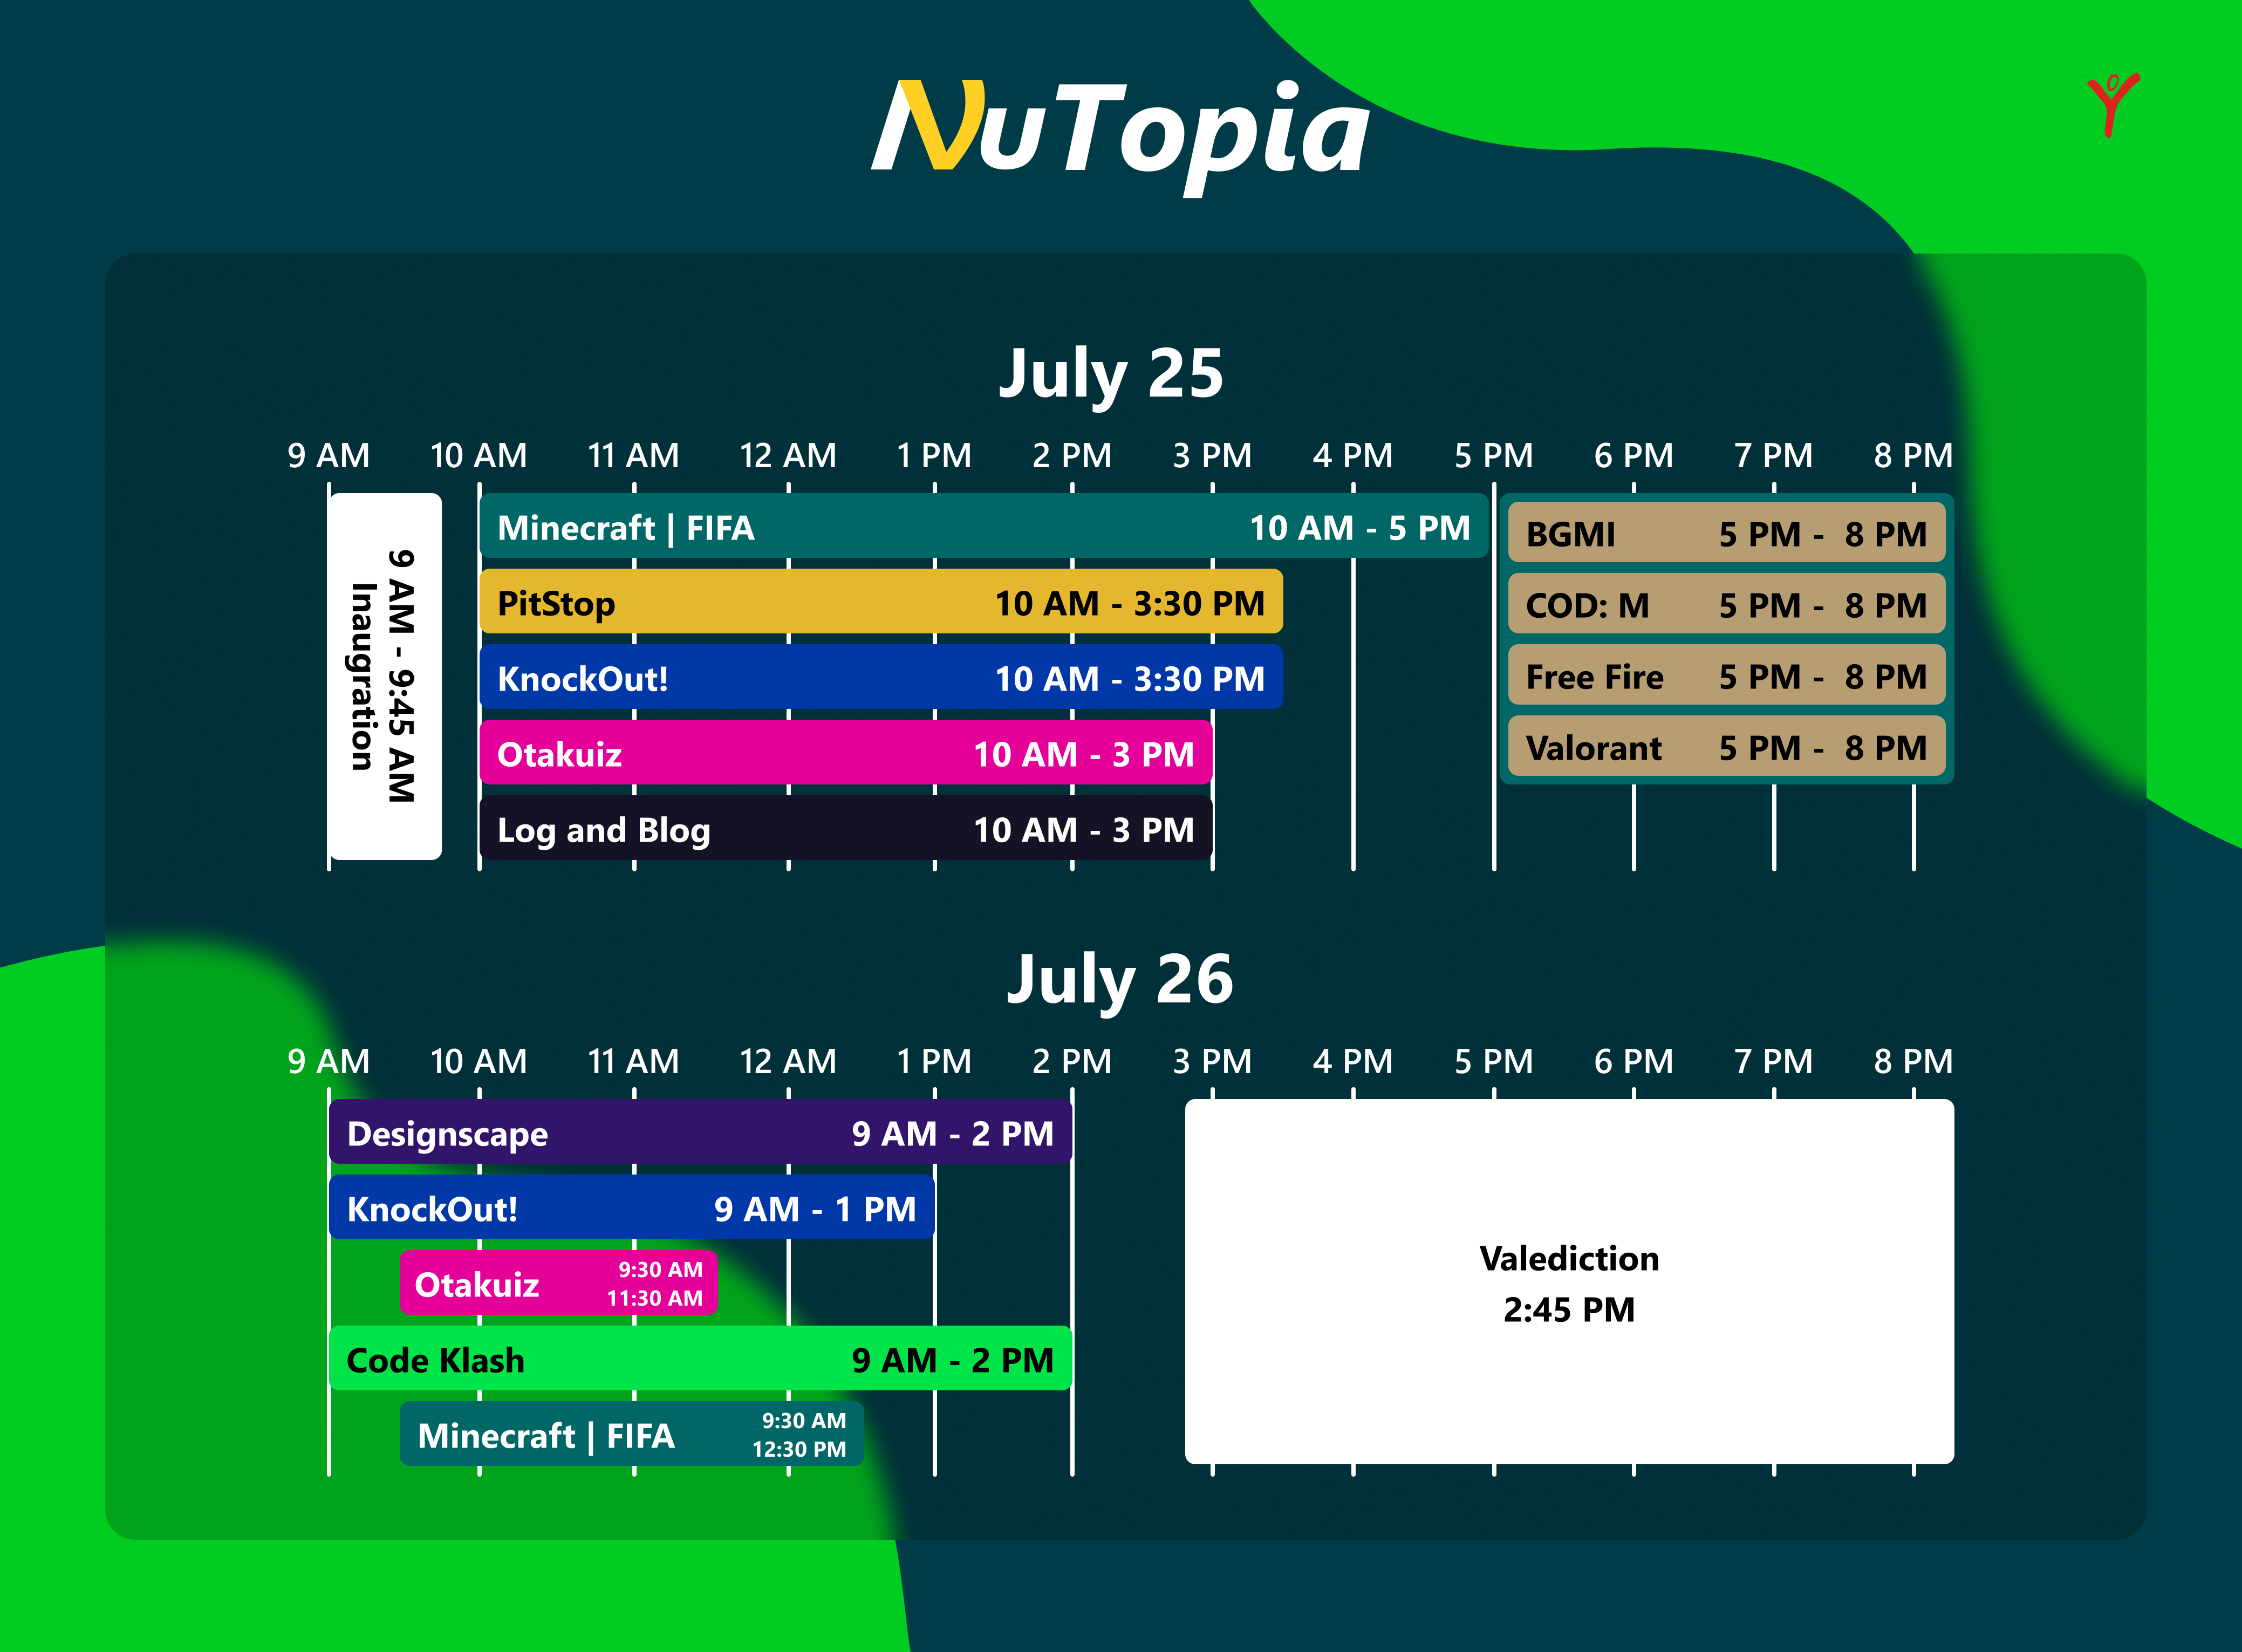 NuTopia
July 25
9 AM 10 AM 11 AM 12 AM 1 PM 2 PM 3 PM 4 PM 5 PM 6 PM 7 PM 8 PM
9 AM - 9:45 AM
Inaugration
Minecraft | FIFA 10 AM - 5 PM
PitStop 10 AM - 3:30 PM
KnockOut! 10 AM - 3:30 PM
Otakuiz 10 AM - 3 PM
Log and Blog 10 AM - 3 PM
BGMI 5 PM - 8 PM
COD: M 5 PM - 8 PM
Free Fire 5 PM - 8 PM
Valorant 5 PM - 8 PM
July 26
9 AM 10 AM 11 AM 12 AM 1 PM 2 PM 3 PM 4 PM 5 PM 6 PM 7 PM 8 PM
Designscape 9 AM - 2 PM
KnockOut! 9 AM - 1 PM
Otakuiz 9:30 AM
11:30 AM
Code Klash 9 AM - 2 PM
Minecraft | FIFA 9:30 AM
12:30 PM
Valediction
2:45 PM